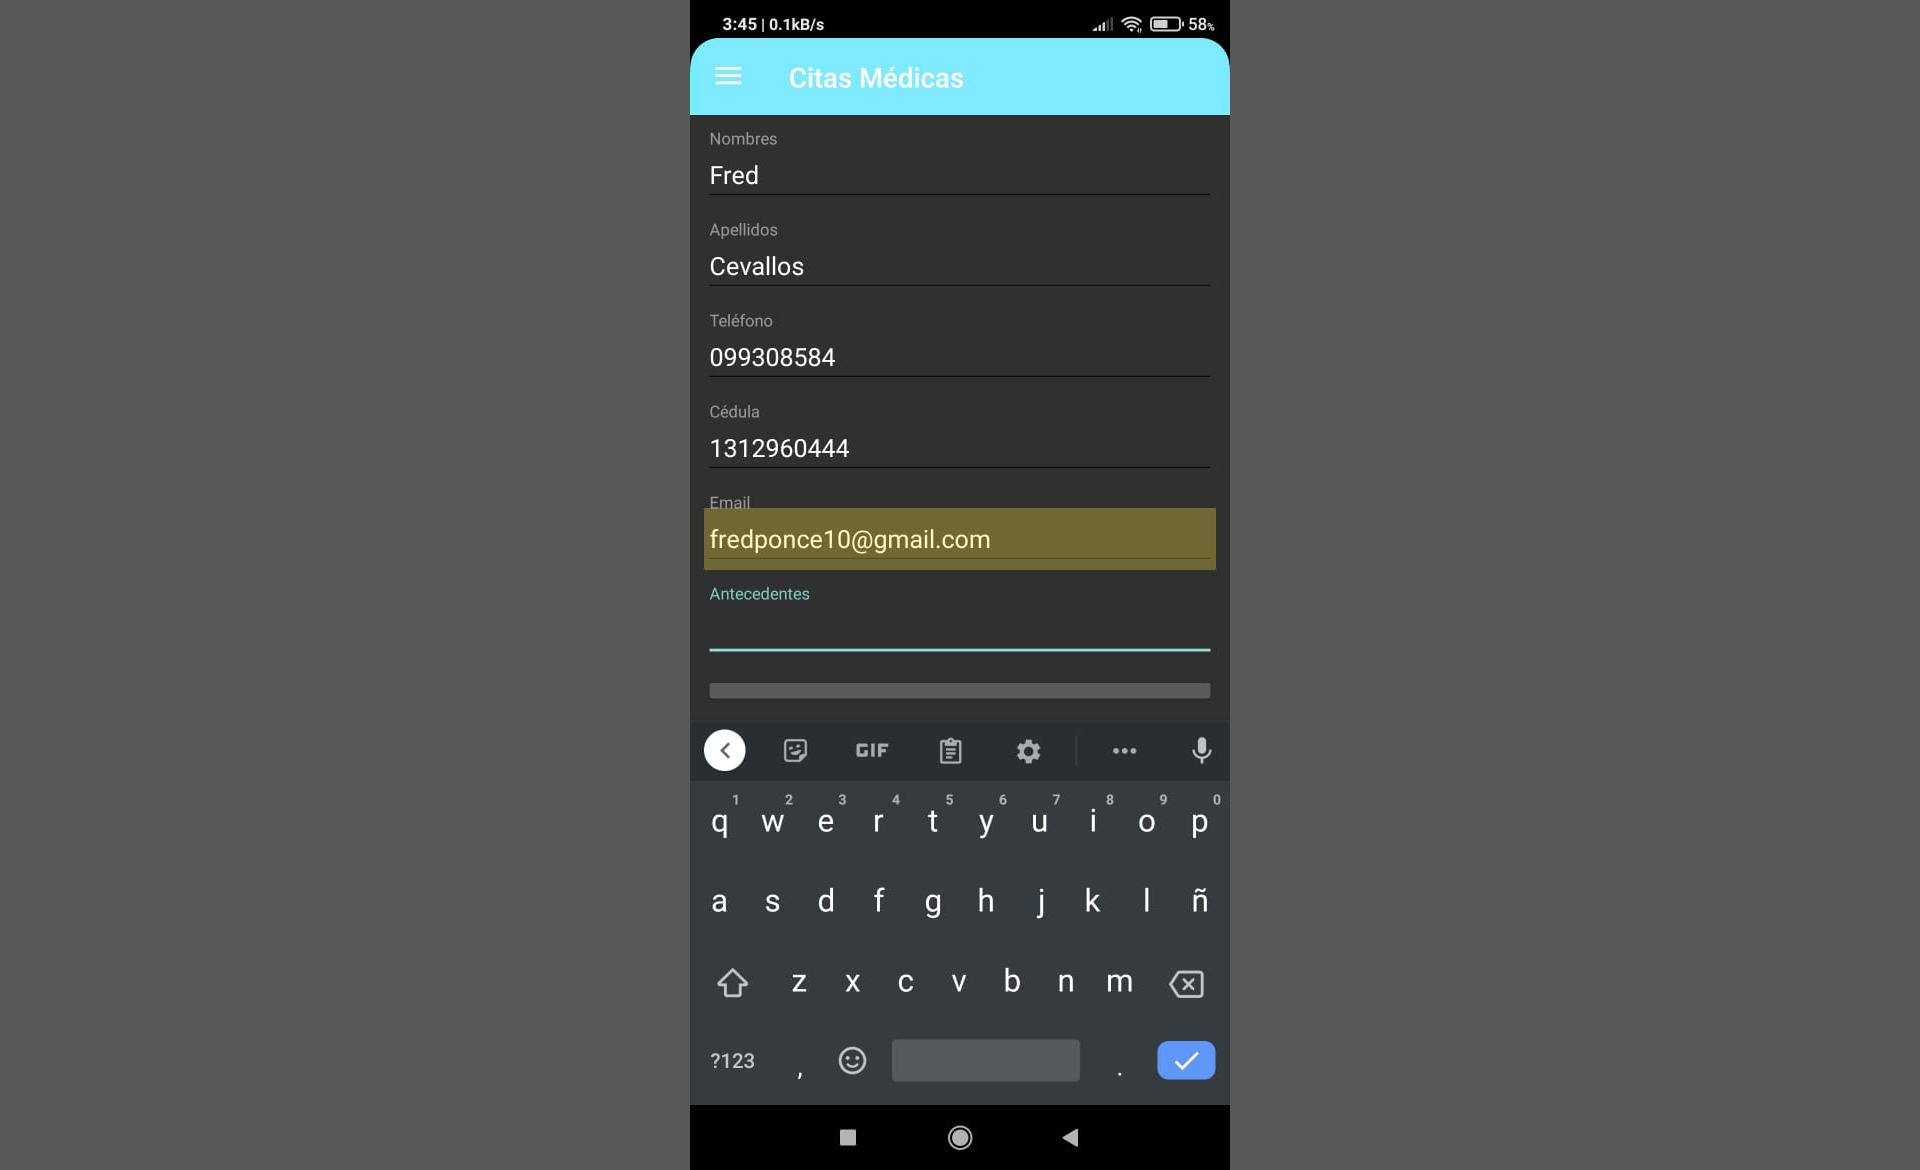 3:45 | 0.1kB/s 58%
Citas Médicas
Nombres
Fred
Apellidos
Cevallos
Teléfono
099308584
Cédula
1312960444
Email
fredponce10@gmail.com
Antecedentes
GIF
1 2 3 4 5 6 7 8 9 0
q w e r t y u i o p
a s d f g h j k l ñ
z x c v b n m
?123 , .